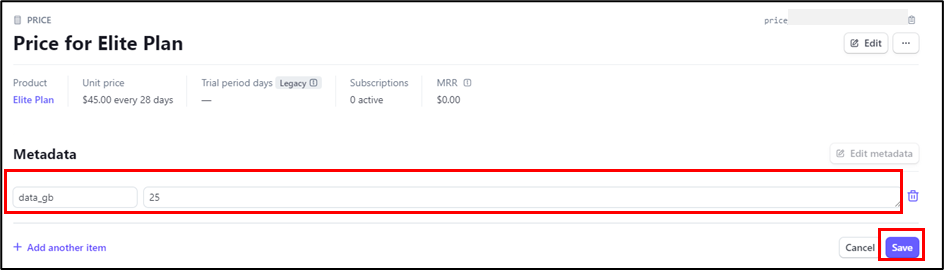 PRICE
price
Price for Elite Plan
Edit
...
Product Unit price Trial period days Legacy Subscriptions MRR
Elite Plan $45.00 every 28 days — 0 active $0.00
Metadata
Edit metadata
data_gb 25
+ Add another item
Cancel Save